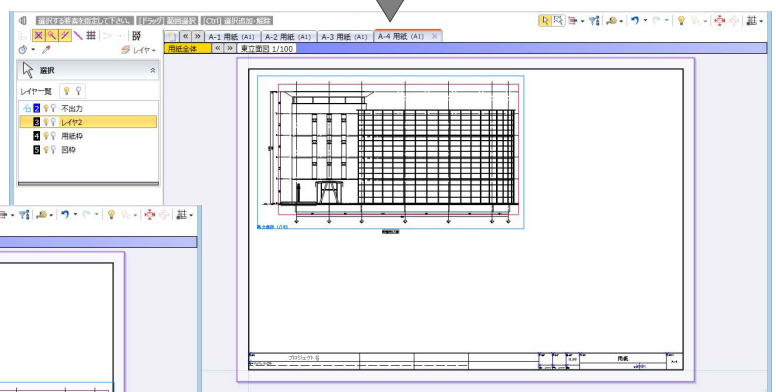 選択する要素を指定して下さい。 [ドラッグ] 範囲選択 [Ctrl] 選択追加・解除
A-1 用紙 (A1) A-2 用紙 (A1) A-3 用紙 (A1) A-4 用紙 (A1)
レイヤ
用紙全体 東立面図 1/100
選択
レイヤ一覧
2 不出力
3 レイヤ2
4 用紙枠
5 図枠
プロジェクト名
用紙
A-4